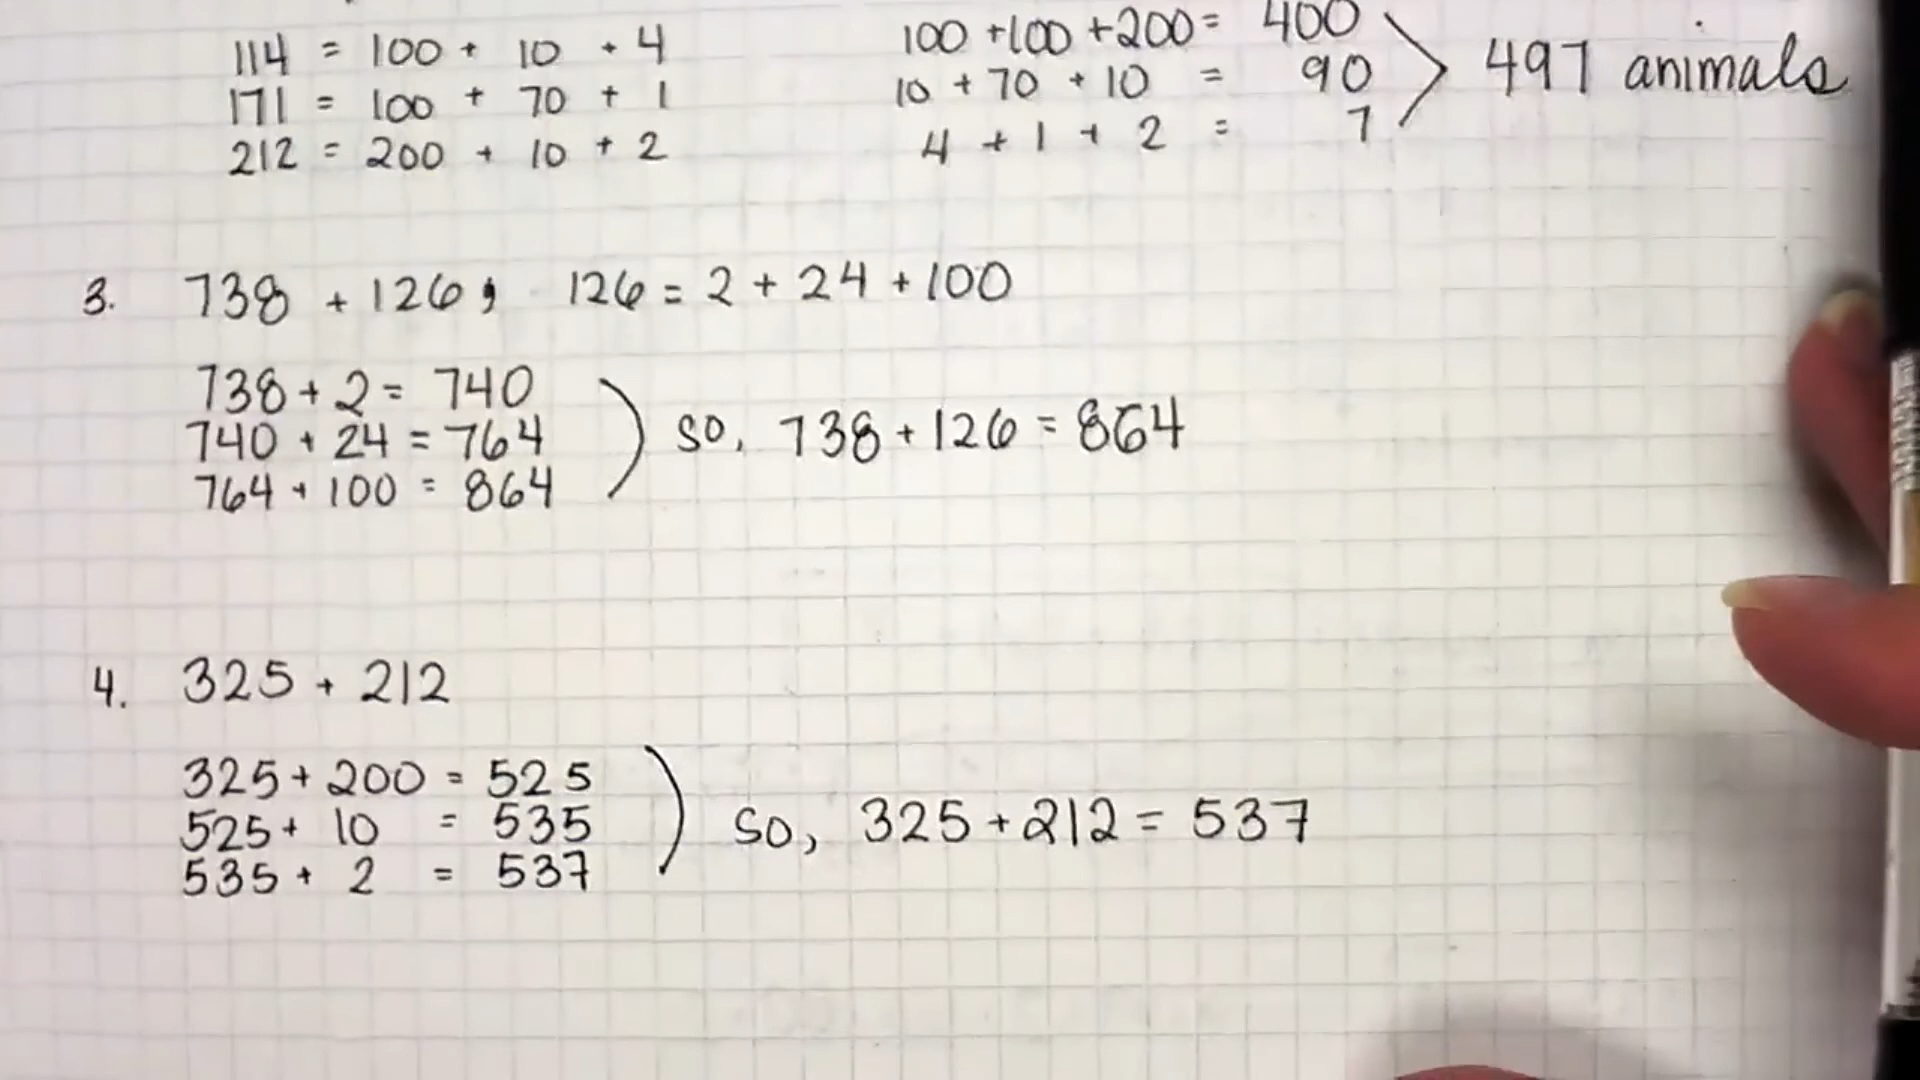 114 = 100 + 10 + 4
171 = 100 + 70 + 1
212 = 200 + 10 + 2
100 + 100 + 200 = 400
10 + 70 + 10 = 90
4 + 1 + 2 = 7
497 animals
3. 738 + 126; 126 = 2 + 24 + 100
738 + 2 = 740
740 + 24 = 764
764 + 100 = 864
so, 738 + 126 = 864
4. 325 + 212
325 + 200 = 525
525 + 10 = 535
535 + 2 = 537
so, 325 + 212 = 537